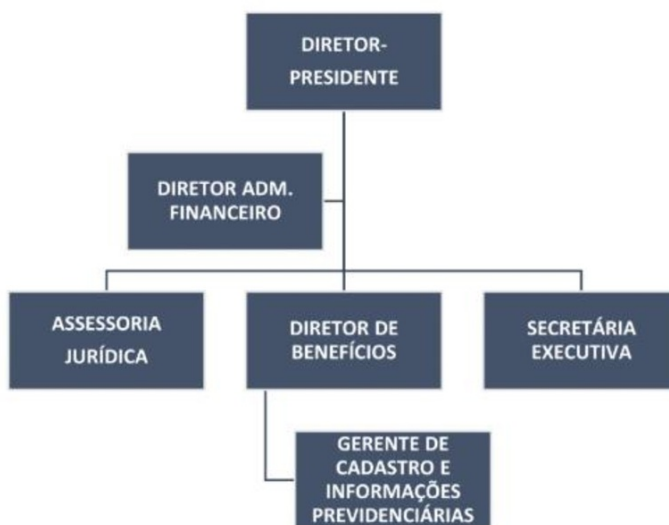 DIRETOR-
PRESIDENTE
DIRETOR ADM.
FINANCEIRO
ASSESSORIA
JURÍDICA
DIRETOR DE
BENEFÍCIOS
SECRETÁRIA
EXECUTIVA
GERENTE DE
CADASTRO E
INFORMAÇÕES
PREVIDENCIÁRIAS